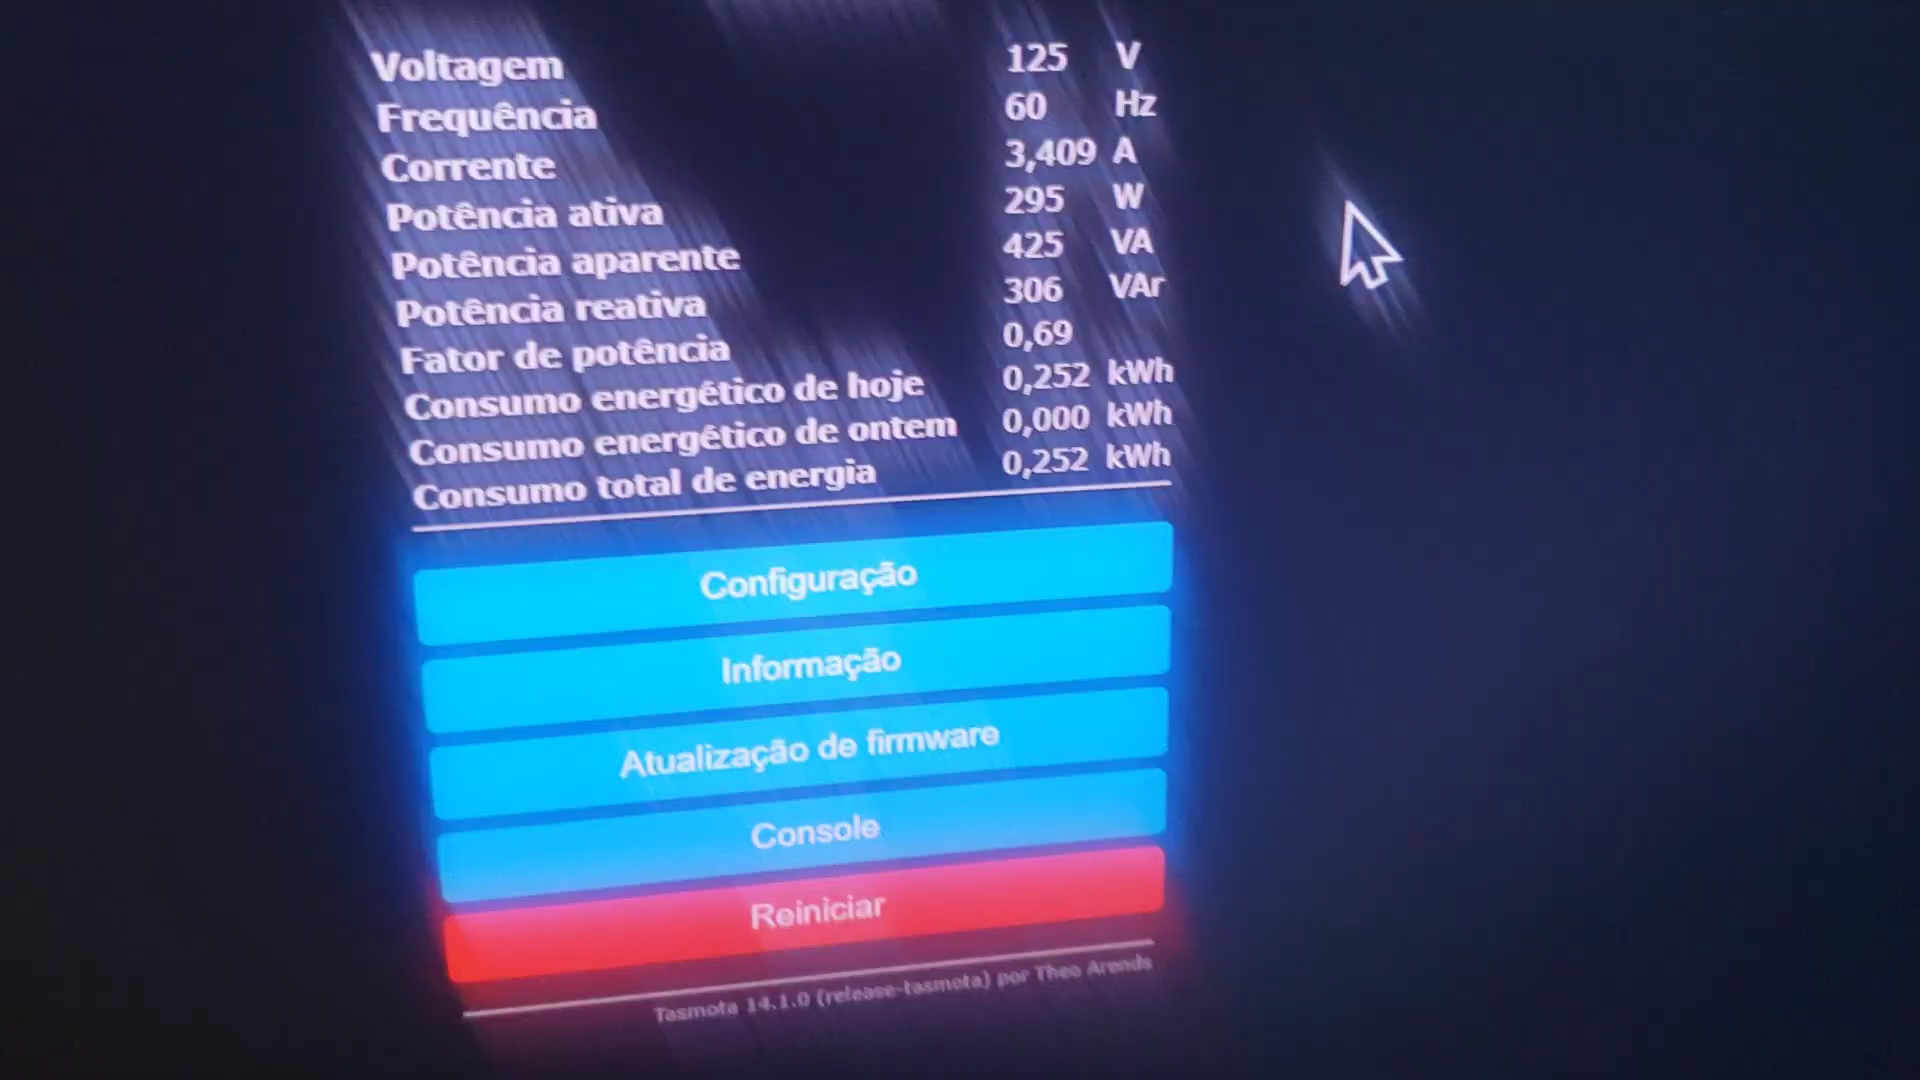 Voltagem 125 V
Frequência 60 Hz
Corrente 3,409 A
Potência ativa 295 W
Potência aparente 425 VA
Potência reativa 306 VAr
Fator de potência 0,69
Consumo energético de hoje 0,252 kWh
Consumo energético de ontem 0,000 kWh
Consumo total de energia 0,252 kWh
Configuração
Informação
Atualização de firmware
Console
Reiniciar
Tasmota 14.1.0 (release-tasmota) por Theo Arends